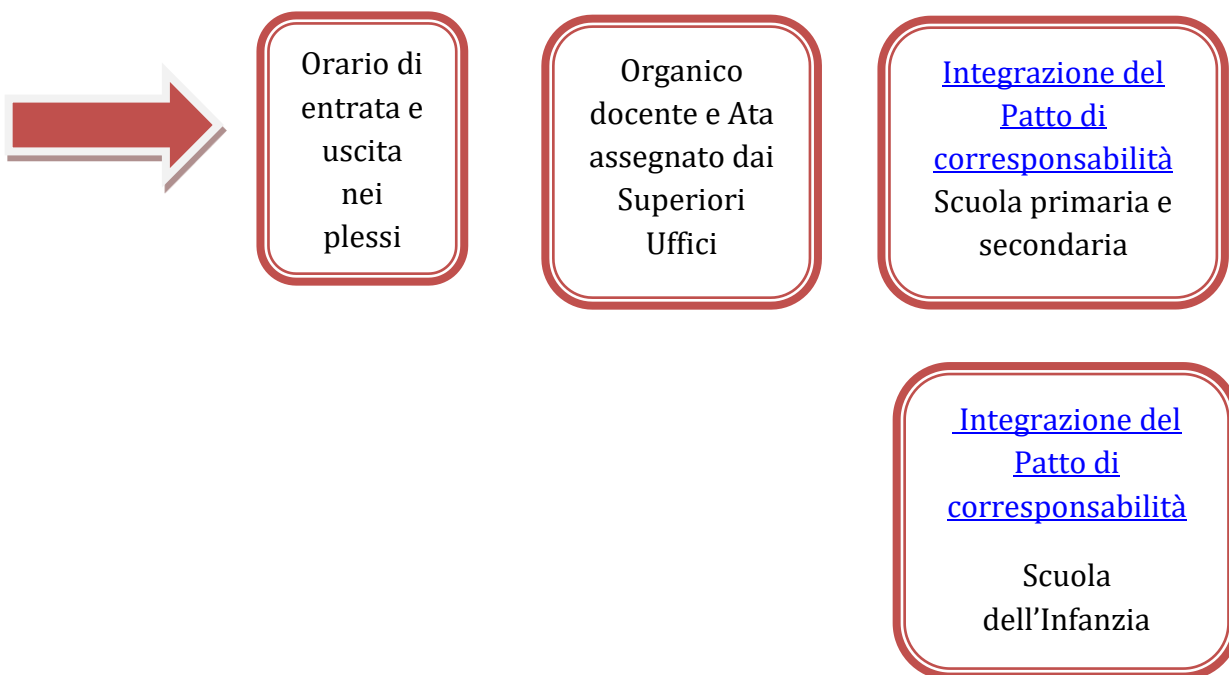 Orario di
entrata e
uscita
nei
plessi
Organico
docente e Ata
assegnato dai
Superiori
Uffici
Integrazione del
Patto di
corresponsabilità
Scuola primaria e
secondaria
Integrazione del
Patto di
corresponsabilità
Scuola
dell’Infanzia